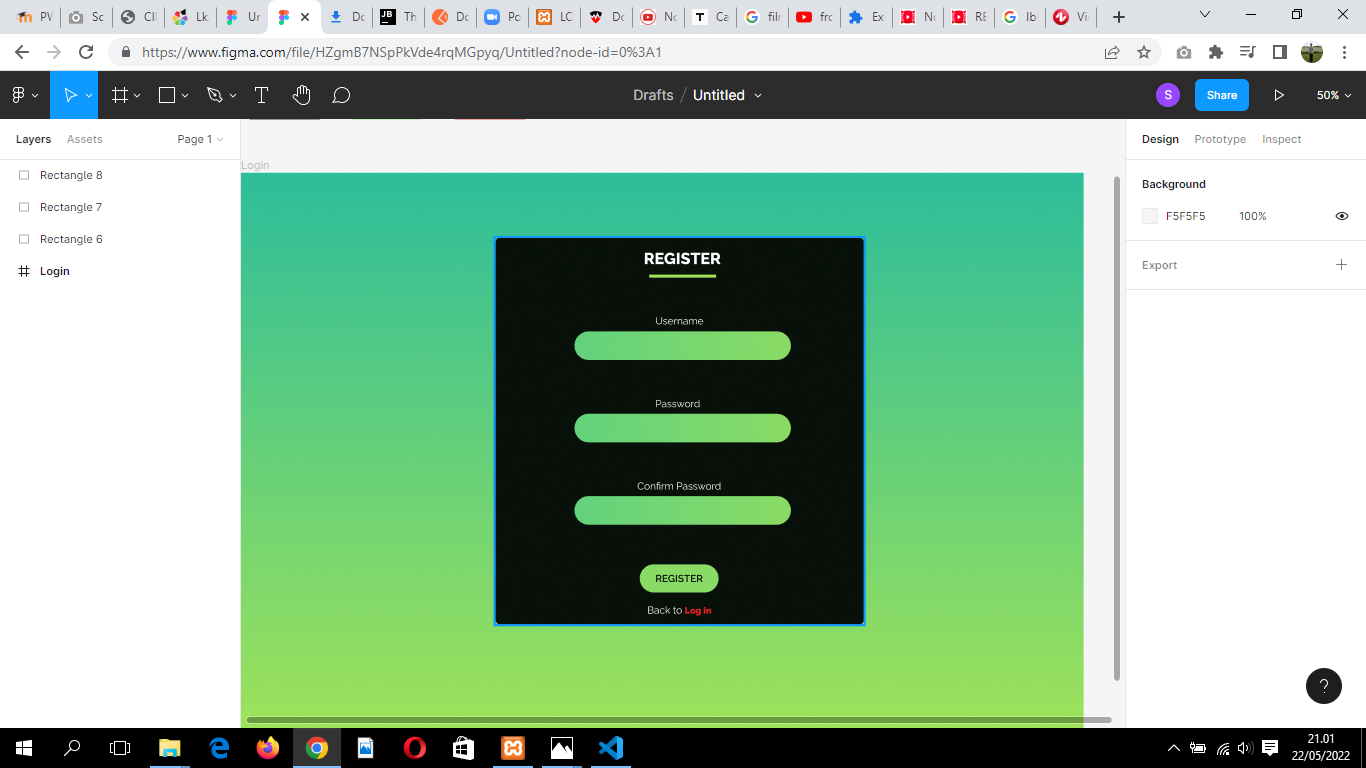 PV
Sc
Lk
Ur
Dc
Th
Dc
Pc
LC
Dc
Nc
Ca
filr
frc
Ex
Nc
RE
Ib
Vii
https://www.figma.com/file/HZgmB7NSpPkVde4rqMGpyq/Untitled?node-id=0%3A1
Drafts / Untitled
S
Share
50%
Layers
Assets
Page 1
Design
Prototype
Inspect
Rectangle 8
Rectangle 7
Rectangle 6
Login
Login
Background
F5F5F5
100%
Export
REGISTER
Username
Password
Confirm Password
REGISTER
Back to Log in
?
21.01
22/05/2022